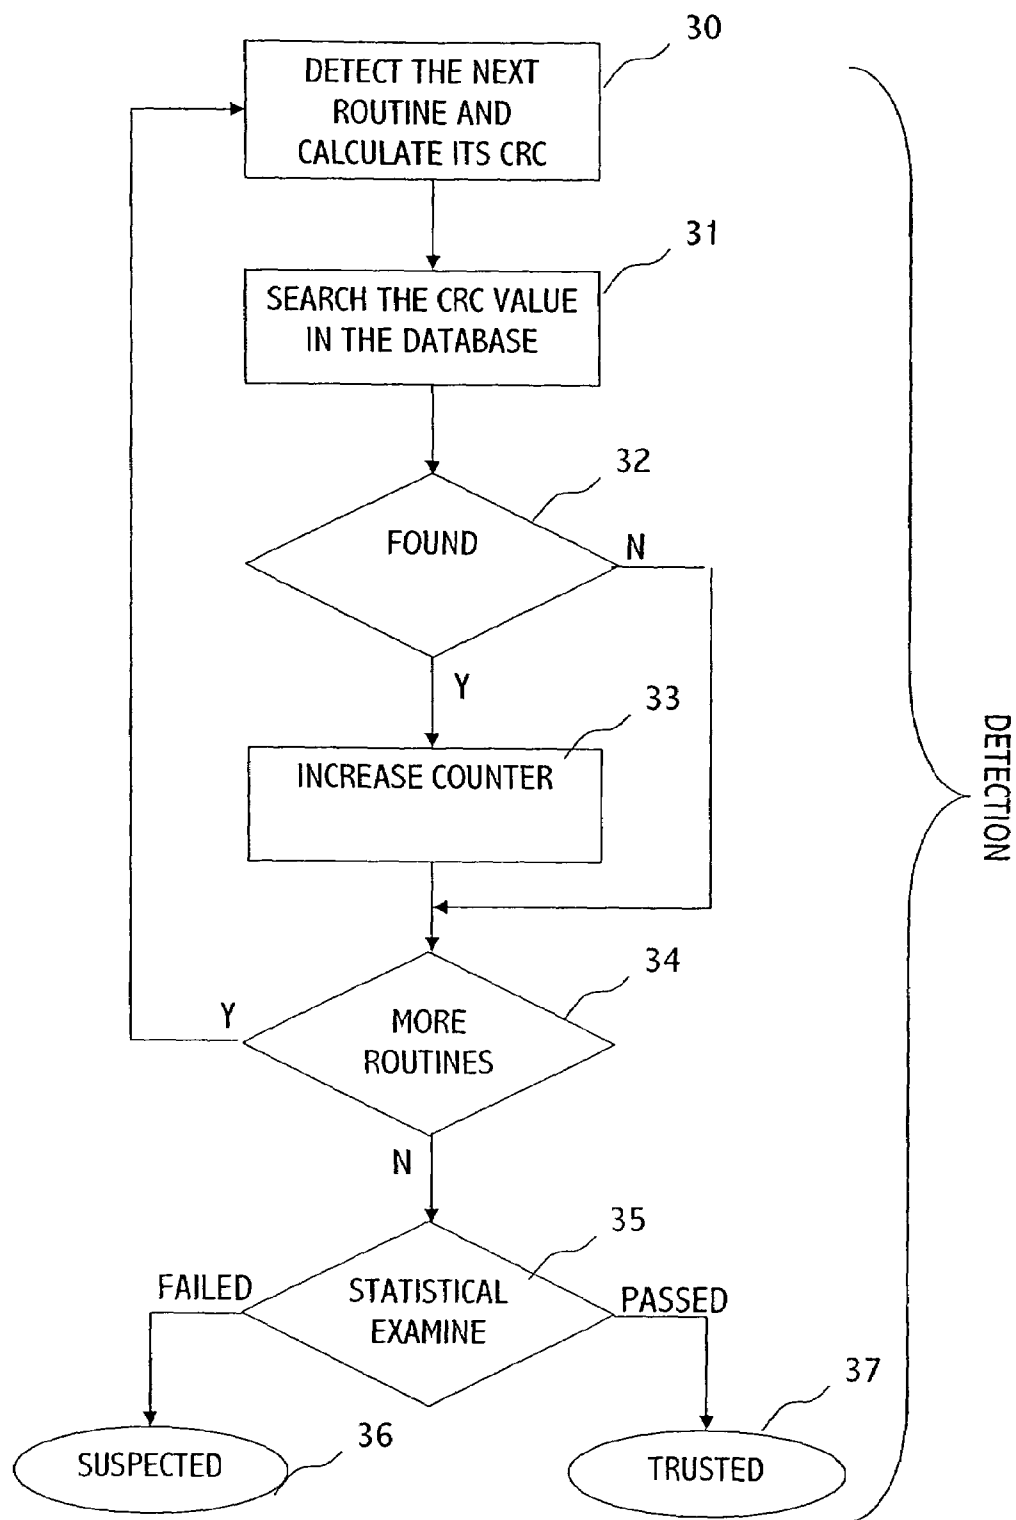 30
DETECT THE NEXT
ROUTINE AND
CALCULATE ITS CRC
31
SEARCH THE CRC VALUE
IN THE DATABASE
32
FOUND
N
Y
33
INCREASE COUNTER
DETECTION
34
MORE
ROUTINES
Y
N
35
STATISTICAL
EXAMINE
FAILED
PASSED
36
SUSPECTED
37
TRUSTED